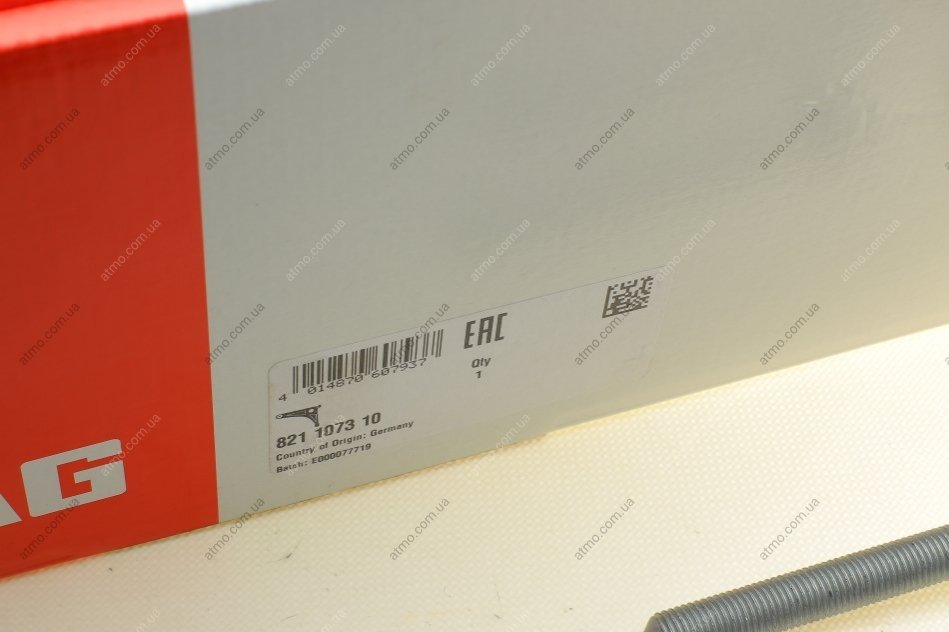 EAC
Qty
1
4 014870 607937
821 1073 10
Country of Origin: Germany
Batch: E000077719
AG
atmo.com.ua